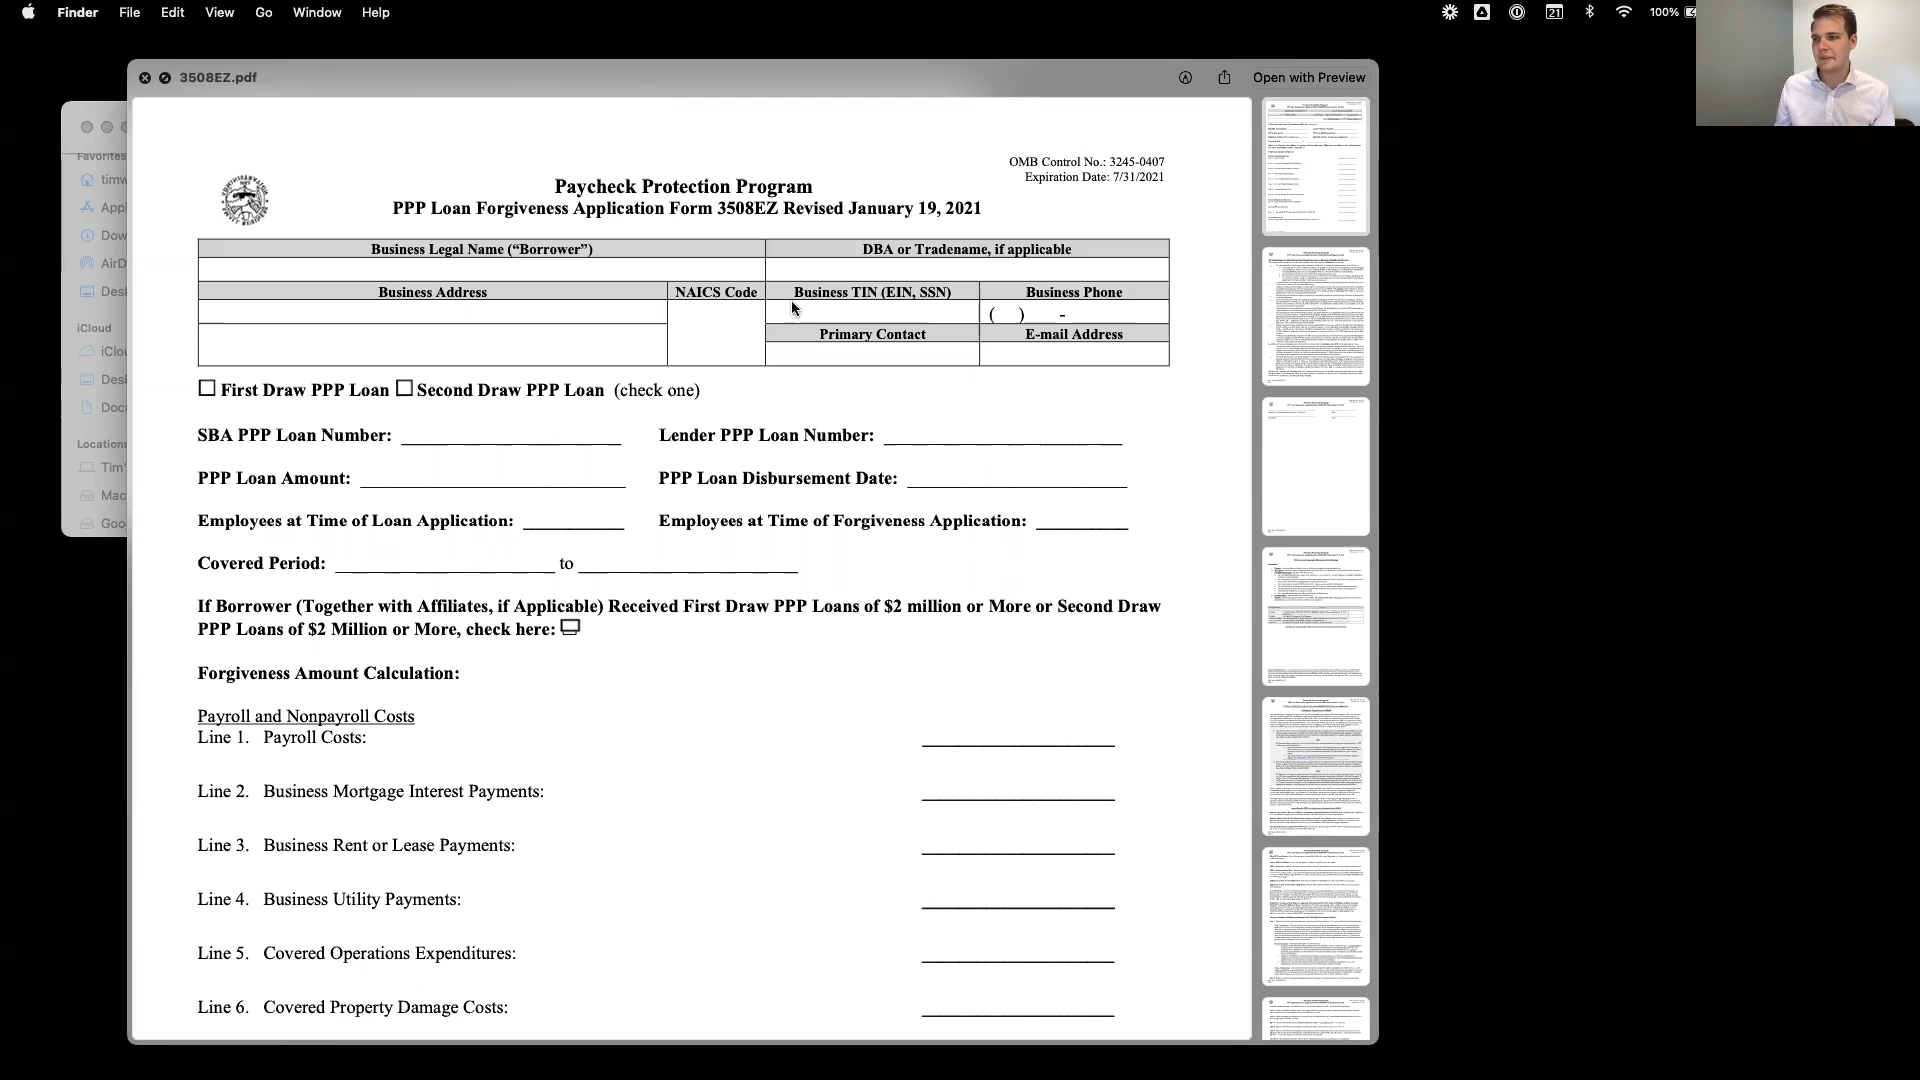 Finder File Edit View Go Window Help
21 100%
3508EZ.pdf
Open with Preview
Favorites
iCloud
Locations
OMB Control No.: 3245-0407
Expiration Date: 7/31/2021
Paycheck Protection Program
PPP Loan Forgiveness Application Form 3508EZ Revised January 19, 2021
Business Legal Name (“Borrower”) DBA or Tradename, if applicable
Business Address NAICS Code Business TIN (EIN, SSN) Business Phone
( ) -
Primary Contact E-mail Address
First Draw PPP Loan Second Draw PPP Loan (check one)
SBA PPP Loan Number: Lender PPP Loan Number:
PPP Loan Amount: PPP Loan Disbursement Date:
Employees at Time of Loan Application: Employees at Time of Forgiveness Application:
Covered Period: to
If Borrower (Together with Affiliates, if Applicable) Received First Draw PPP Loans of $2 million or More or Second Draw
PPP Loans of $2 Million or More, check here:
Forgiveness Amount Calculation:
Payroll and Nonpayroll Costs
Line 1. Payroll Costs:
Line 2. Business Mortgage Interest Payments:
Line 3. Business Rent or Lease Payments:
Line 4. Business Utility Payments:
Line 5. Covered Operations Expenditures:
Line 6. Covered Property Damage Costs: